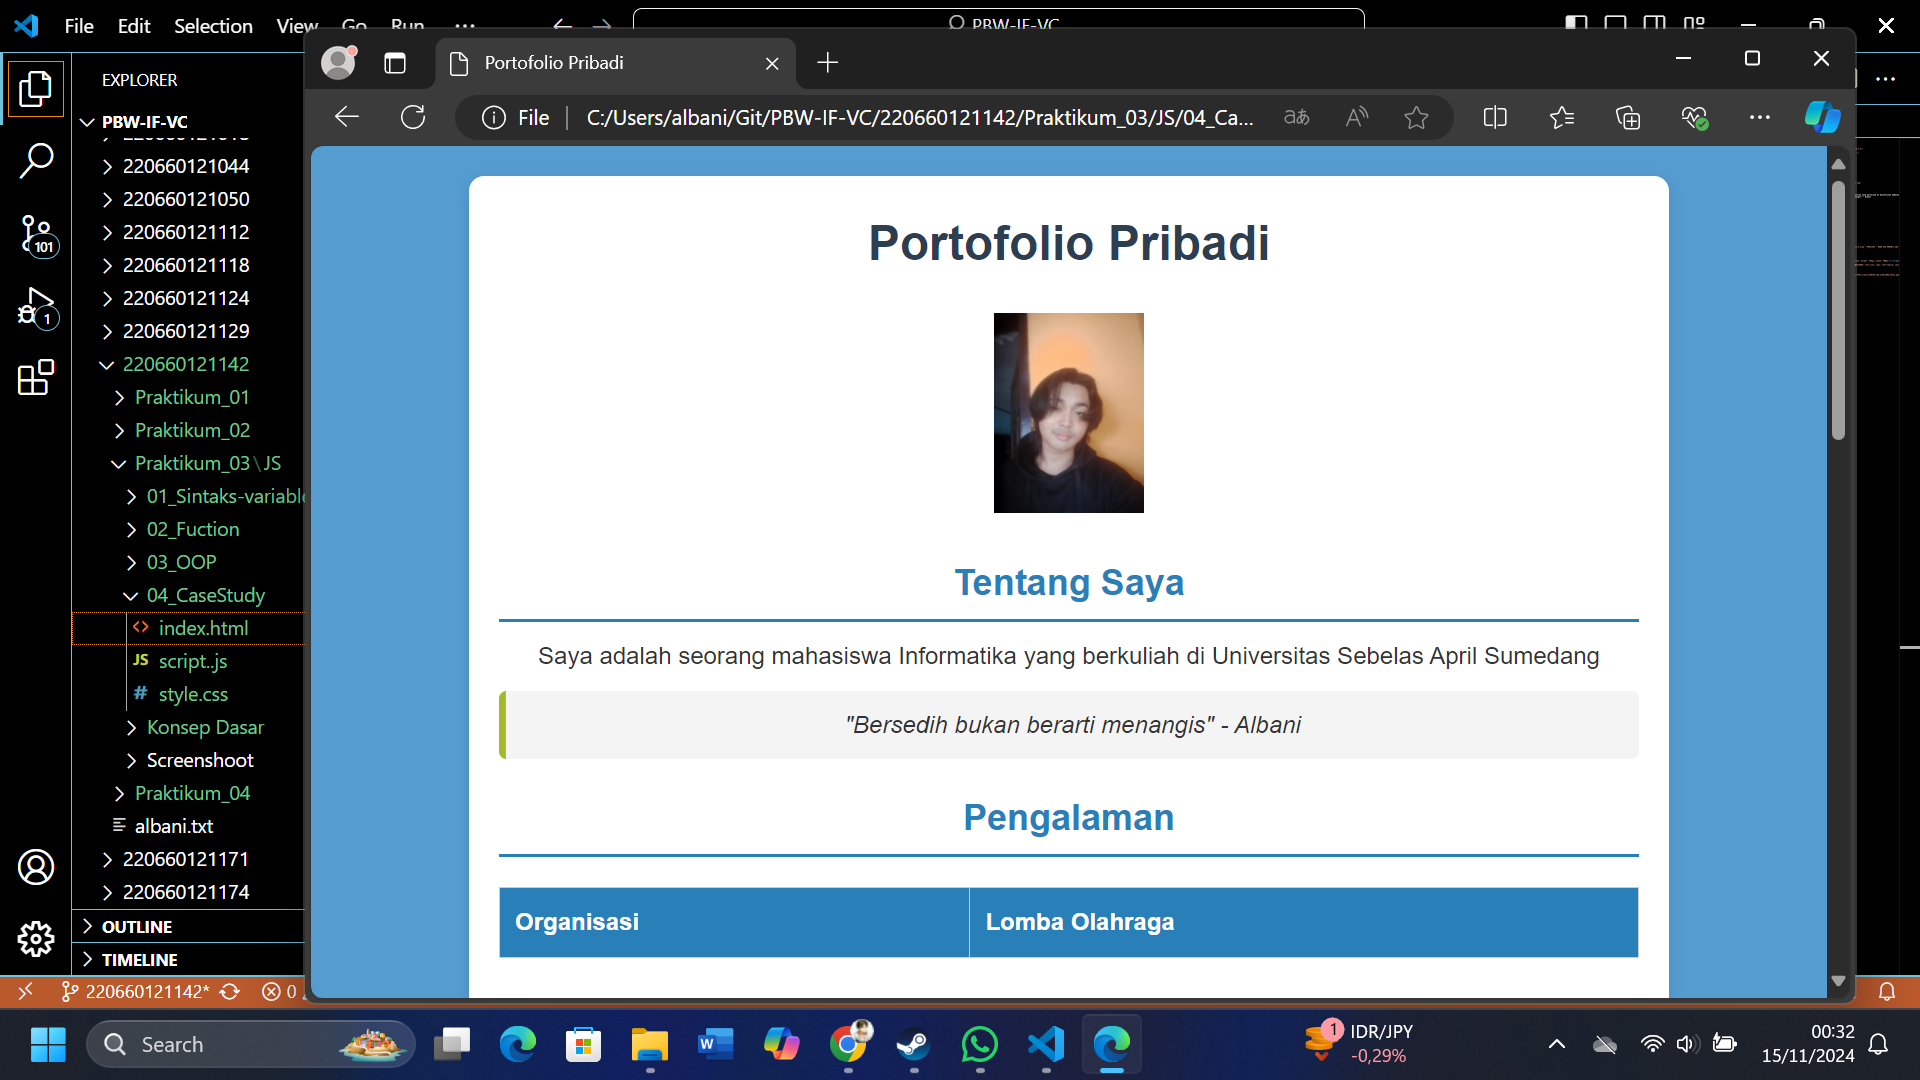 File Edit Selection View Go Run ···
PBW-IF-VC
Portofolio Pribadi
File | C:/Users/albani/Git/PBW-IF-VC/220660121142/Praktikum_03/JS/04_Ca...
EXPLORER
PBW-IF-VC
220660121044
220660121050
220660121112
220660121118
220660121124
220660121129
220660121142
Praktikum_01
Praktikum_02
Praktikum_03\JS
01_Sintaks-variable
02_Fuction
03_OOP
04_CaseStudy
index.html
JS script..js
# style.css
Konsep Dasar
Screenshoot
Praktikum_04
albani.txt
220660121171
220660121174
OUTLINE
TIMELINE
101
1
220660121142*
0
Portofolio Pribadi
Tentang Saya
Saya adalah seorang mahasiswa Informatika yang berkuliah di Universitas Sebelas April Sumedang
"Bersedih bukan berarti menangis" - Albani
Pengalaman
Organisasi
Lomba Olahraga
Search
1
IDR/JPY
-0,29%
00:32
15/11/2024